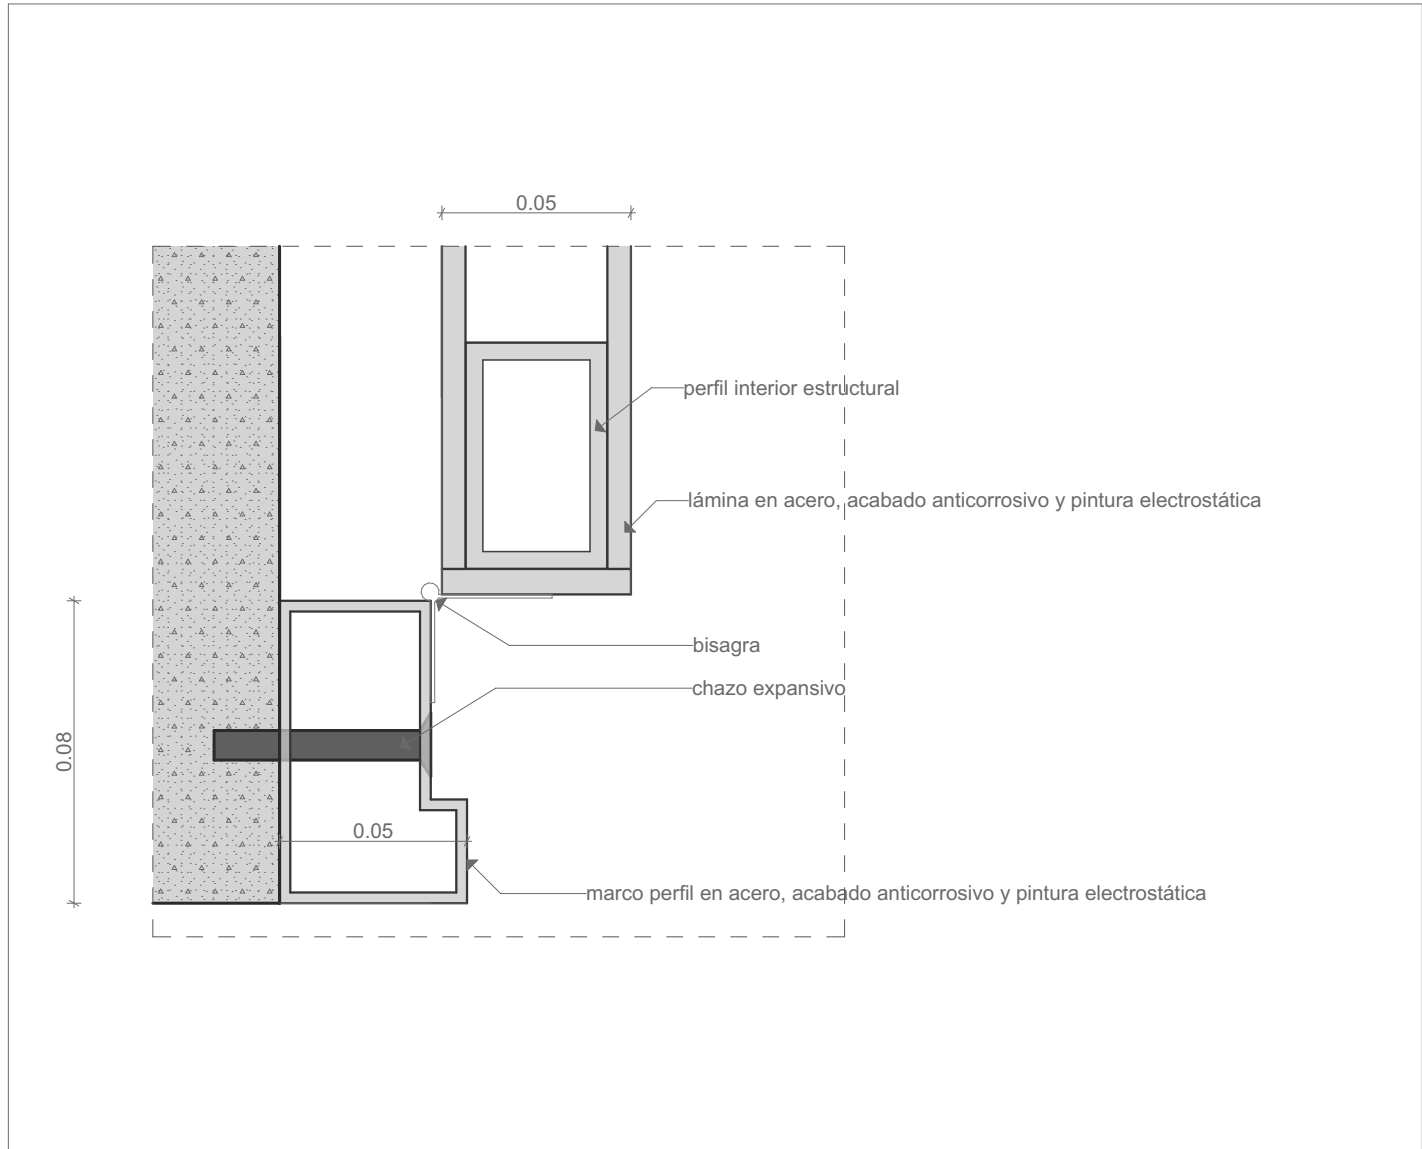 0.05
perfil interior estructural
lámina en acero, acabado anticorrosivo y pintura electrostática
bisagra
chazo expansivo
0.08
0.05
marco perfil en acero, acabado anticorrosivo y pintura electrostática